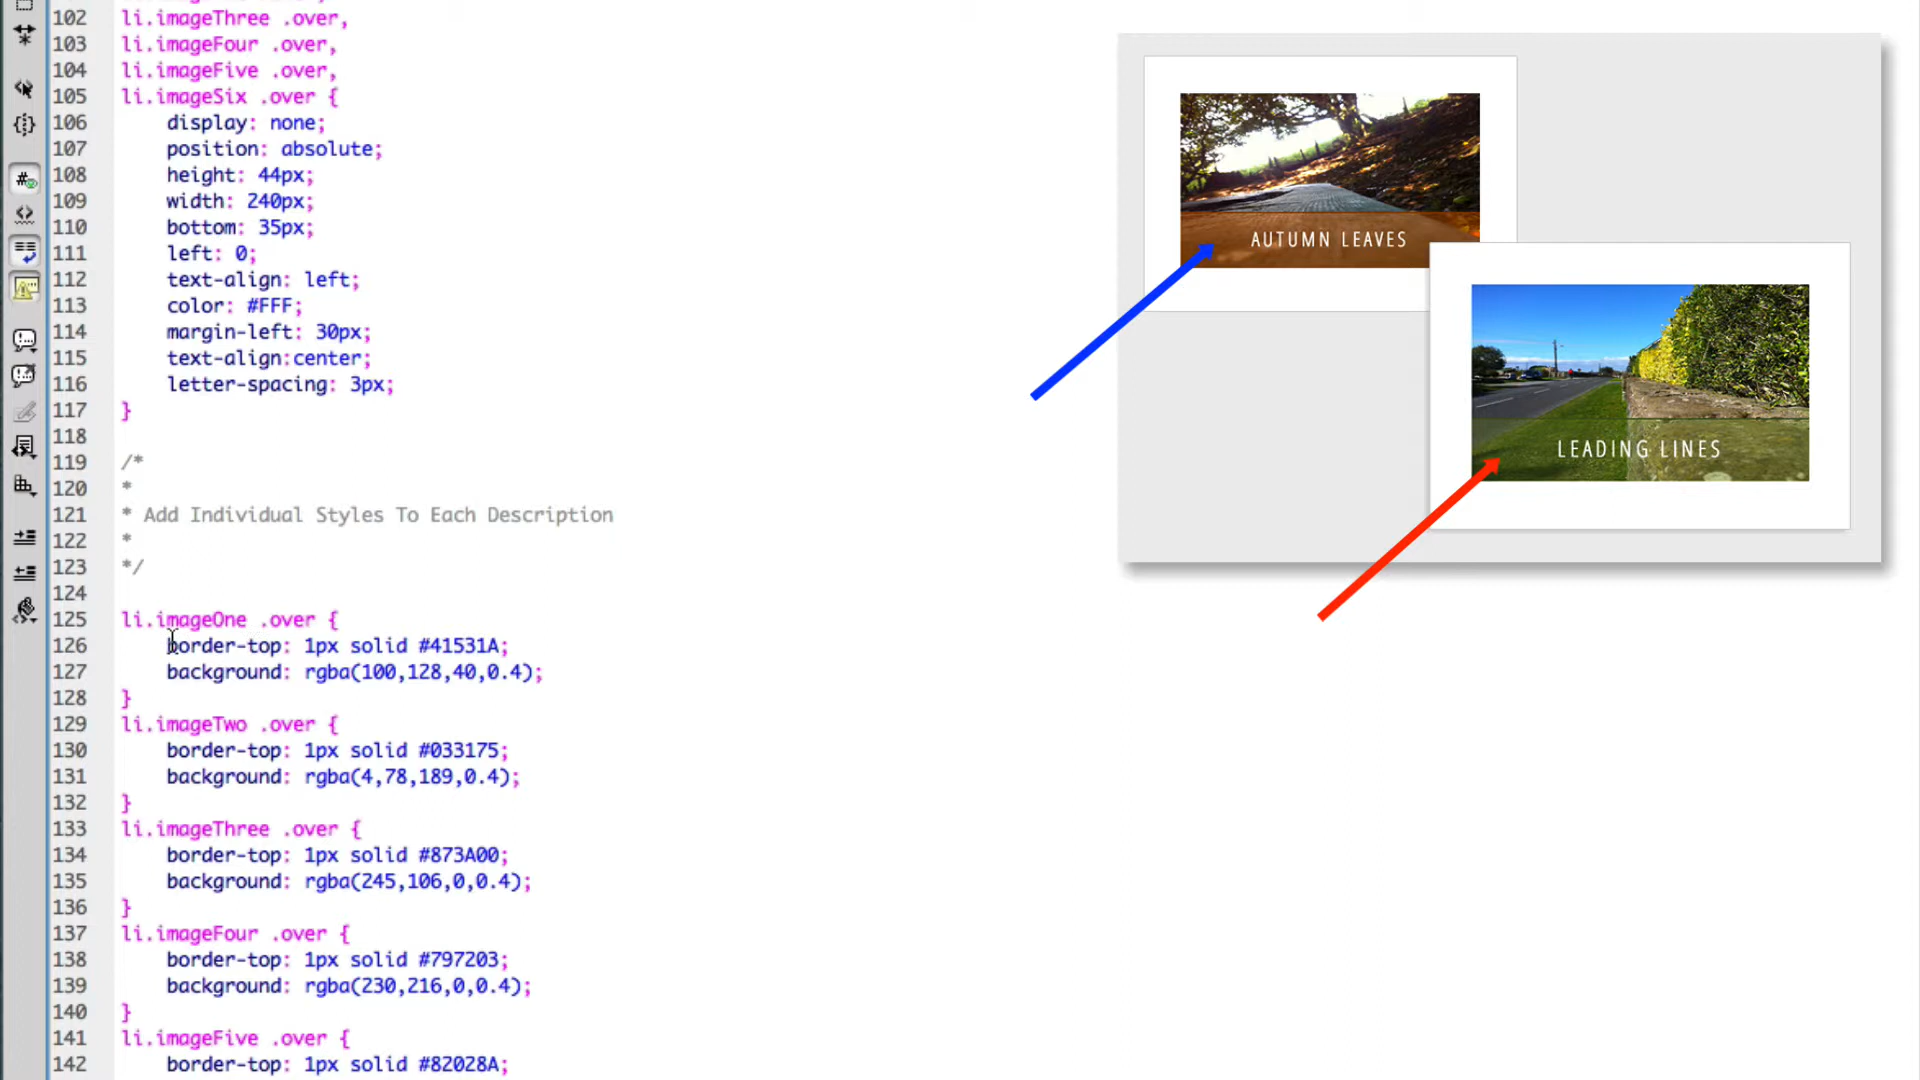 102 li.imageThree .over,
103 li.imageFour .over,
104 li.imageFive .over,
105 li.imageSix .over {
106 display: none;
107 position: absolute;
108 height: 44px;
109 width: 240px;
110 bottom: 35px;
111 left: 0;
112 text-align: left;
113 color: #FFF;
114 margin-left: 30px;
115 text-align:center;
116 letter-spacing: 3px;
117 }
118
119 /*
120 *
121 * Add Individual Styles To Each Description
122 *
123 */
124
125 li.imageOne .over {
126 border-top: 1px solid #41531A;
127 background: rgba(100,128,40,0.4);
128 }
129 li.imageTwo .over {
130 border-top: 1px solid #033175;
131 background: rgba(4,78,189,0.4);
132 }
133 li.imageThree .over {
134 border-top: 1px solid #873A00;
135 background: rgba(245,106,0,0.4);
136 }
137 li.imageFour .over {
138 border-top: 1px solid #797203;
139 background: rgba(230,216,0,0.4);
140 }
141 li.imageFive .over {
142 border-top: 1px solid #82028A;
AUTUMN LEAVES
LEADING LINES